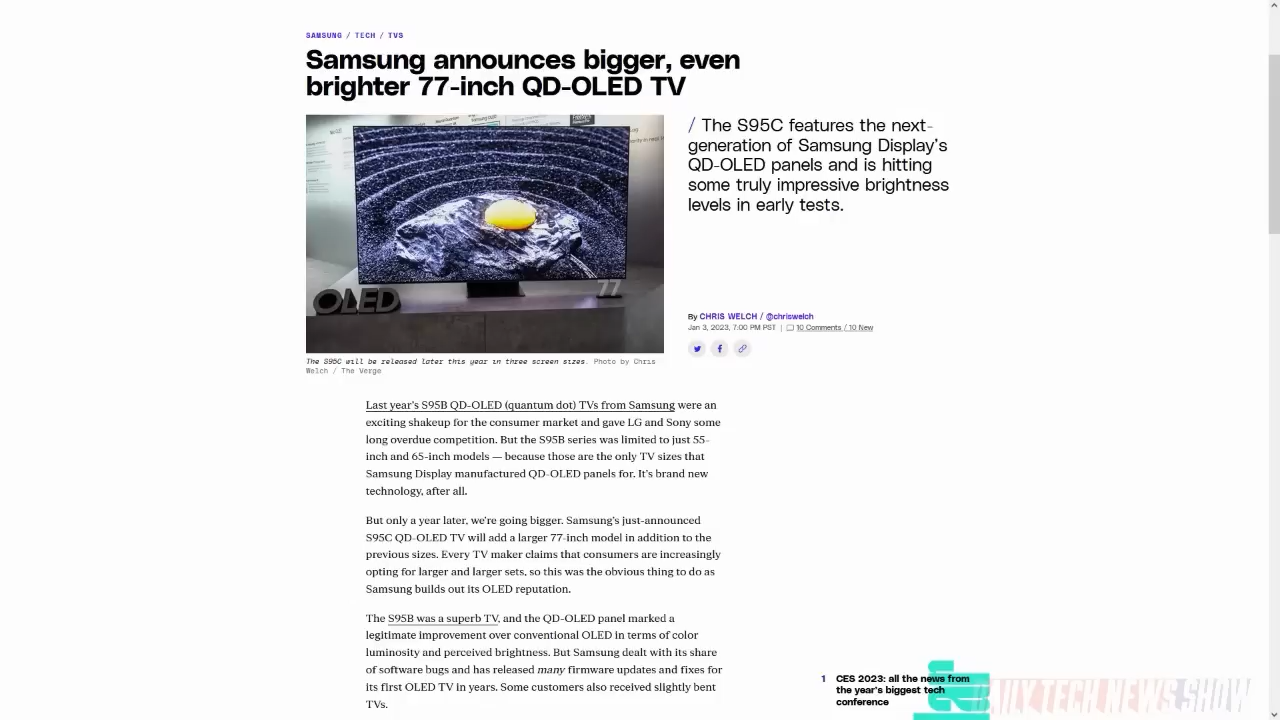 SAMSUNG / TECH / TVS
Samsung announces bigger, even
brighter 77-inch QD-OLED TV
/ The S95C features the next-
generation of Samsung Display's
QD-OLED panels and is hitting
some truly impressive brightness
levels in early tests.
OLED
77
By CHRIS WELCH / @chriswelch
Jan 3, 2023, 7:00 PM PST | 10 Comments / 10 New
The S95C will be released later this year in three screen sizes. Photo by Chris
Welch / The Verge
Last year's S95B QD-OLED (quantum dot) TVs from Samsung were an
exciting shakeup for the consumer market and gave LG and Sony some
long overdue competition. But the S95B series was limited to just 55-
inch and 65-inch models — because those are the only TV sizes that
Samsung Display manufactured QD-OLED panels for. It's brand new
technology, after all.
But only a year later, we're going bigger. Samsung's just-announced
S95C QD-OLED TV will add a larger 77-inch model in addition to the
previous sizes. Every TV maker claims that consumers are increasingly
opting for larger and larger sets, so this was the obvious thing to do as
Samsung builds out its OLED reputation.
The S95B was a superb TV, and the QD-OLED panel marked a
legitimate improvement over conventional OLED in terms of color
luminosity and perceived brightness. But Samsung dealt with its share
of software bugs and has released many firmware updates and fixes for
its first OLED TV in years. Some customers also received slightly bent
TVs.
1 CES 2023: all the news from
the year's biggest tech
conference
DAILY TECH NEWS SHOW